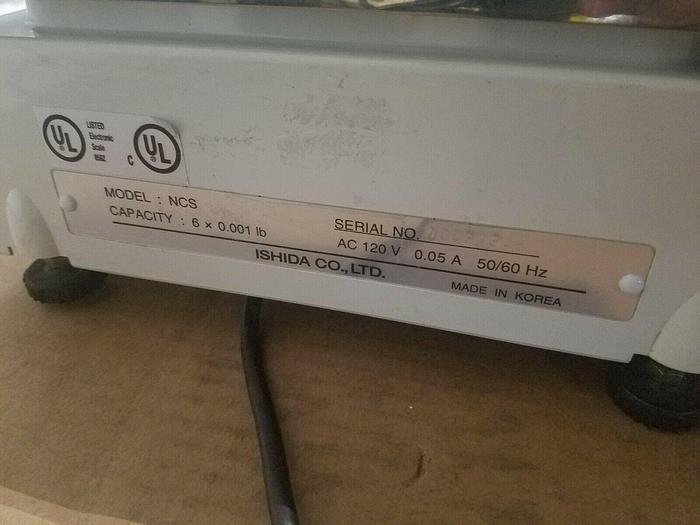 UL
®
LISTED
Electronic
Scale
85BZ
C
UL
®
MODEL : NCS
CAPACITY : 6 × 0.001 lb
SERIAL NO.
AC 120 V 0.05 A 50/60 Hz
ISHIDA CO.,LTD.
MADE IN KOREA